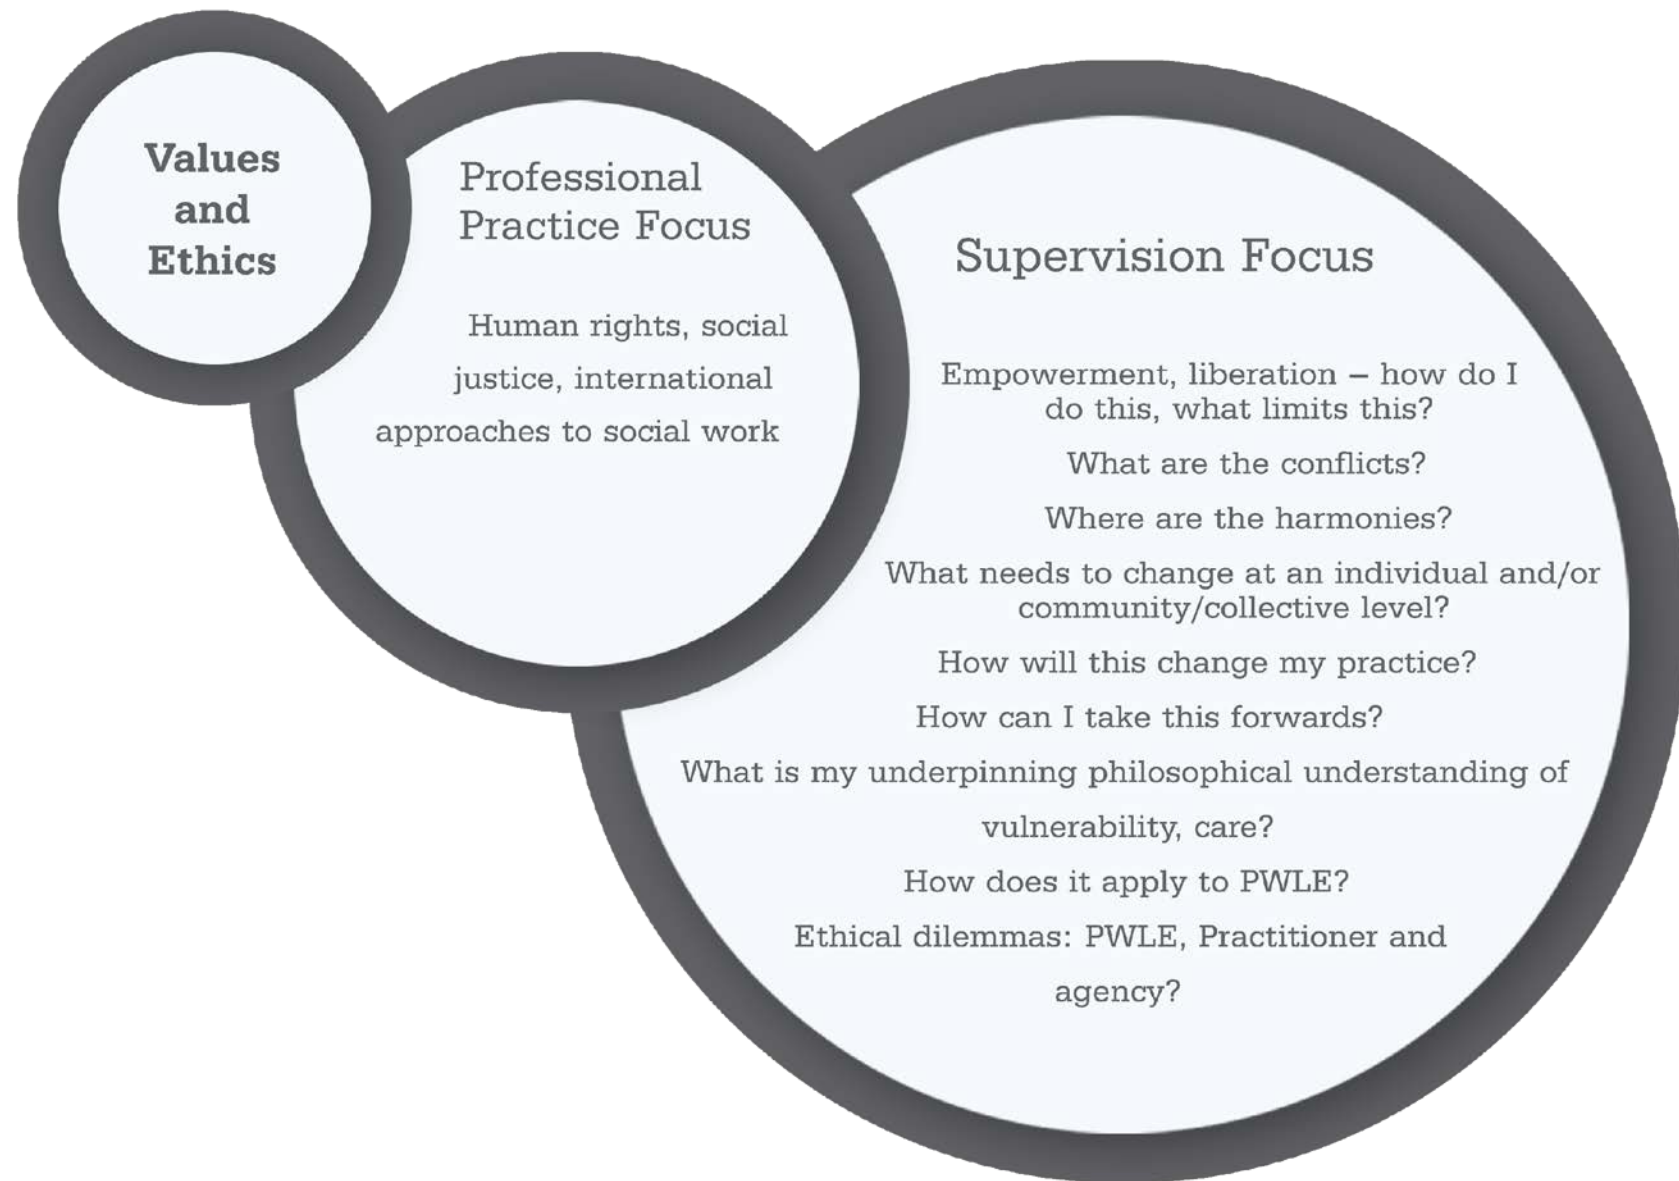 Values
and
Ethics
Professional
Practice Focus
Human rights, social
justice, international
approaches to social work
Supervision Focus
Empowerment, liberation – how do I
do this, what limits this?
What are the conflicts?
Where are the harmonies?
What needs to change at an individual and/or
community/collective level?
How will this change my practice?
How can I take this forwards?
What is my underpinning philosophical understanding of
vulnerability, care?
How does it apply to PWLE?
Ethical dilemmas: PWLE, Practitioner and
agency?